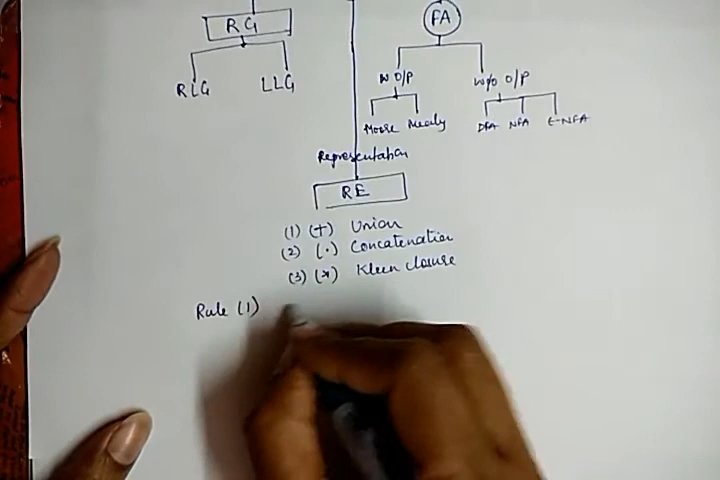 RG
FA
RLG
LLG
W O/P
W/o O/P
Moore
Mealy
DFA
NFA
ε-NFA
Representation
RE
(1) (+) Union
(2) (•) Concatenation
(3) (*) Kleen closure
Rule (1)